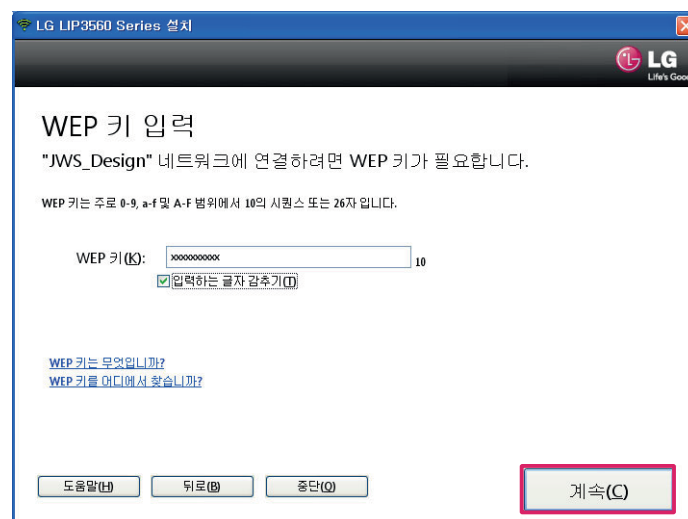 LG LIP3560 Series 설치
LG
Life's Good
WEP 키 입력
"JWS_Design" 네트워크에 연결하려면 WEP 키가 필요합니다.
WEP 키는 주로 0-9, a-f 및 A-F 범위에서 10의 시퀀스 또는 26자 입니다.
WEP 키(K): xxxxxxxxxx 10
입력하는 글자 감추기(T)
WEP 키는 무엇입니까?
WEP 키를 어디에서 찾습니까?
도움말(H) 뒤로(B) 중단(Q) 계속(C)